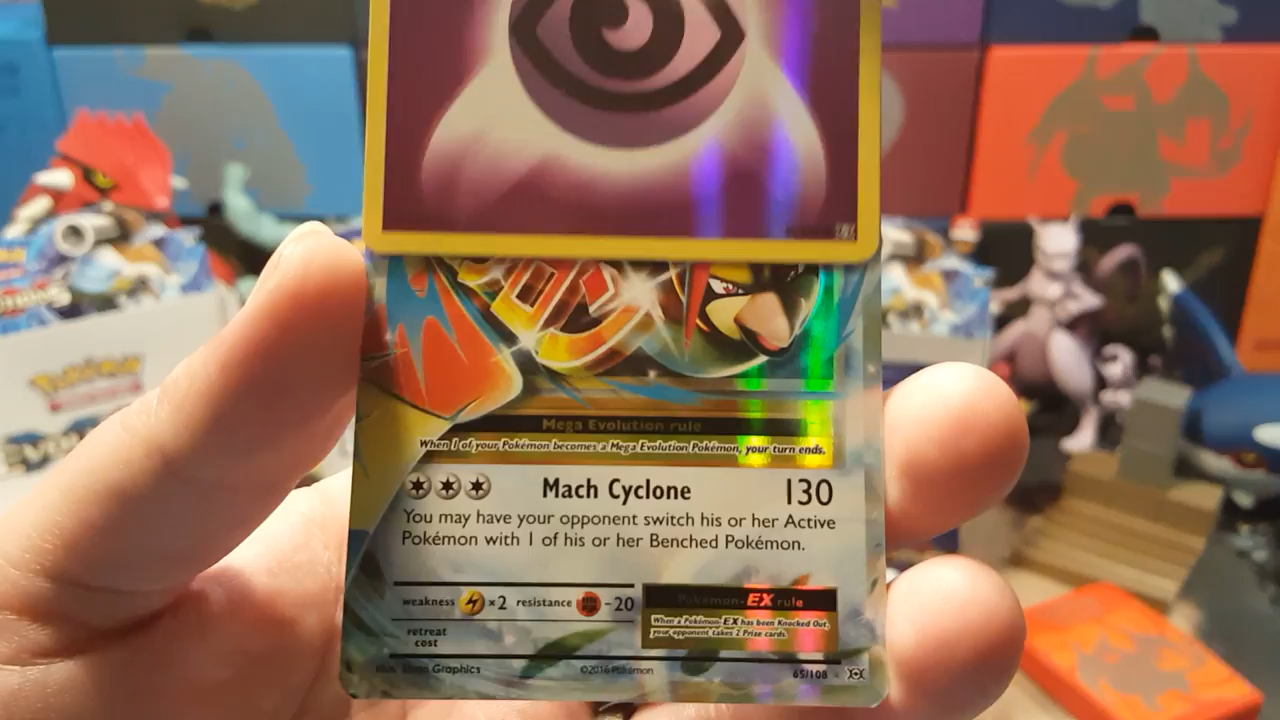 Mega Evolution rule
When 1 of your Pokémon becomes a Mega Evolution Pokémon, your turn ends.
Mach Cyclone 130
You may have your opponent switch his or her Active
Pokémon with 1 of his or her Benched Pokémon.
weakness ×2 resistance -20
retreat
cost
Pokémon-EX rule
When a Pokémon-EX has been Knocked Out,
your opponent takes 2 Prize cards.
Graphics
©2016 Pokémon
65/108
Pokémon